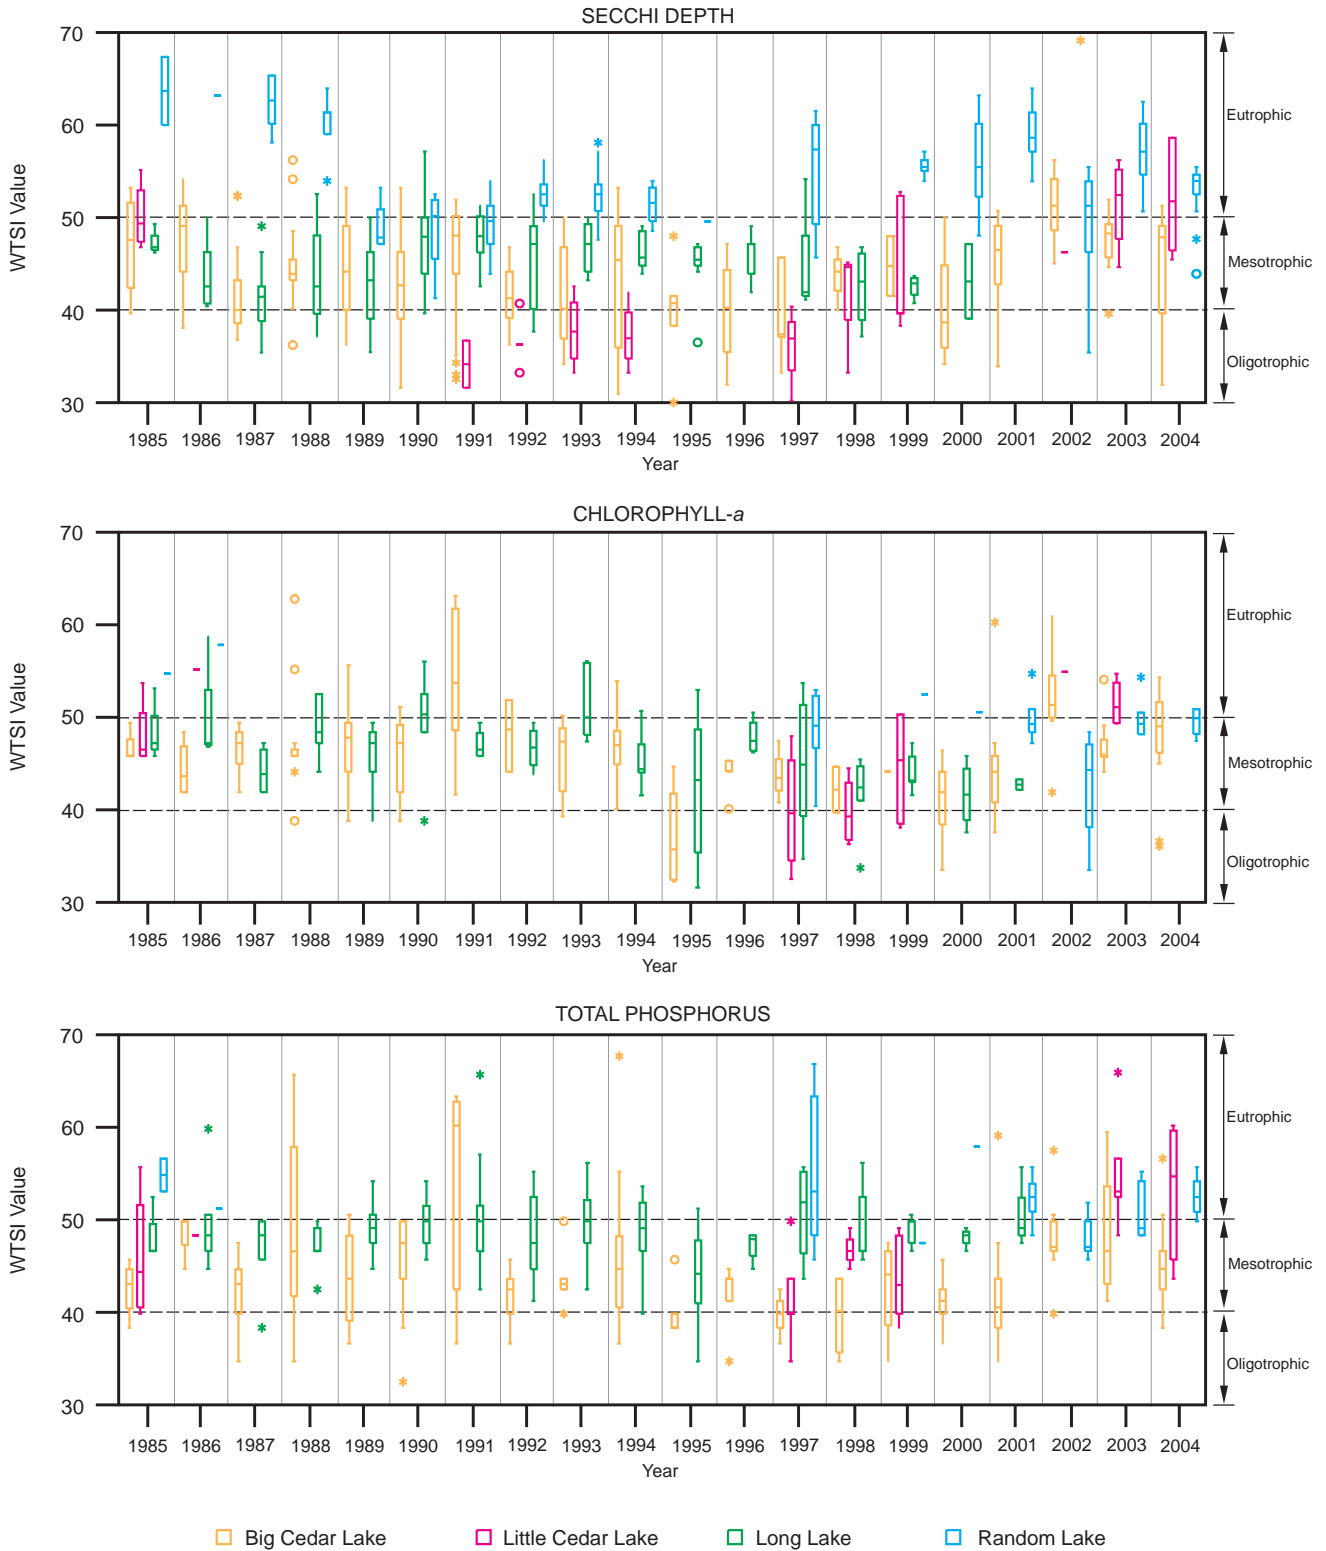 SECCHI DEPTH
70
60
50
40
30
WTSI Value
Eutrophic
Mesotrophic
Oligotrophic
1985 1986 1987 1988 1989 1990 1991 1992 1993 1994 1995 1996 1997 1998 1999 2000 2001 2002 2003 2004
Year
CHLOROPHYLL-a
70
60
50
40
30
WTSI Value
Eutrophic
Mesotrophic
Oligotrophic
1985 1986 1987 1988 1989 1990 1991 1992 1993 1994 1995 1996 1997 1998 1999 2000 2001 2002 2003 2004
Year
TOTAL PHOSPHORUS
70
60
50
40
30
WTSI Value
Eutrophic
Mesotrophic
Oligotrophic
1985 1986 1987 1988 1989 1990 1991 1992 1993 1994 1995 1996 1997 1998 1999 2000 2001 2002 2003 2004
Year
Big Cedar Lake Little Cedar Lake Long Lake Random Lake